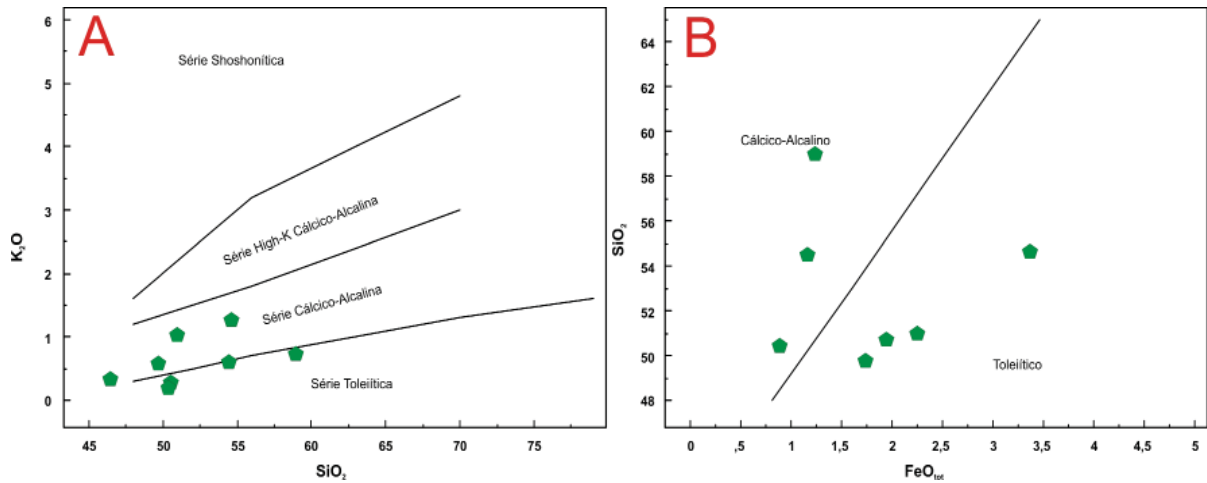 A
6
5
4
3
2
1
0
K₂O
Série Shoshonítica
Série High-K Cálcico-Alcalina
Série Cálcico-Alcalina
Série Toleiítica
45 50 55 60 65 70 75
SiO₂
B
64
62
60
58
56
54
52
50
48
SiO₂
Cálcico-Alcalino
Toleiítico
0 ,5 1 1,5 2 2,5 3 3,5 4 4,5 5
FeOtot